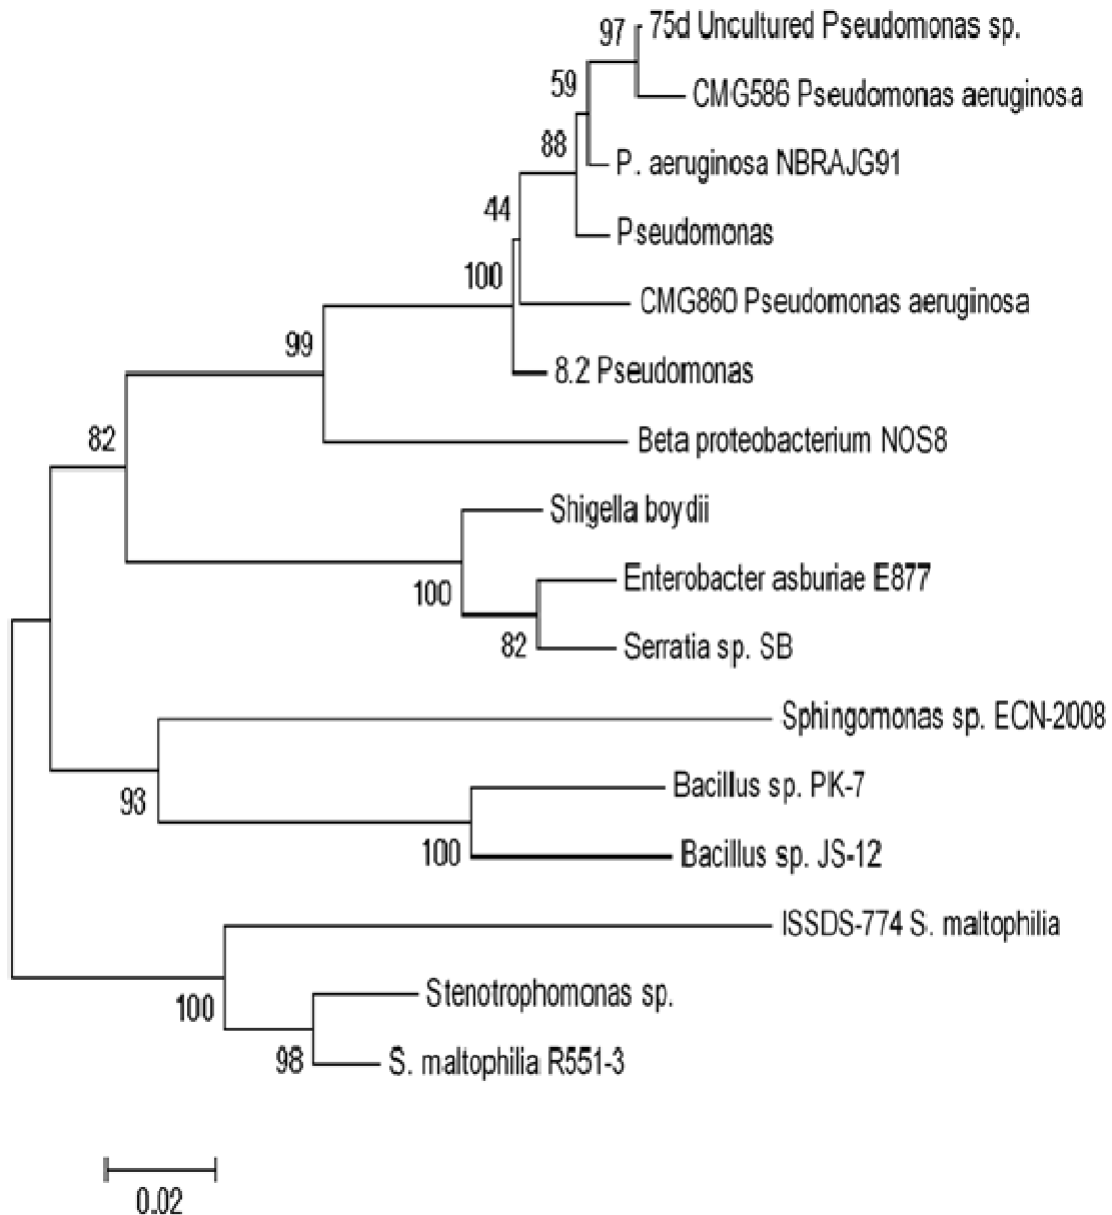 97 75d Uncultured Pseudomonas sp.
59 CMG586 Pseudomonas aeruginosa
88 P. aeruginosa NBRAJG91
44 Pseudomonas
100 CMG860 Pseudomonas aeruginosa
99 8.2 Pseudomonas
82 Beta proteobacterium NOS8
Shigella boydii
100 Enterobacter asburiae E877
82 Serratia sp. SB
Sphingomonas sp. ECN-2008
93 Bacillus sp. PK-7
100 Bacillus sp. JS-12
ISSDS-774 S. maltophilia
100 Stenotrophomonas sp.
98 S. maltophilia R551-3
0.02